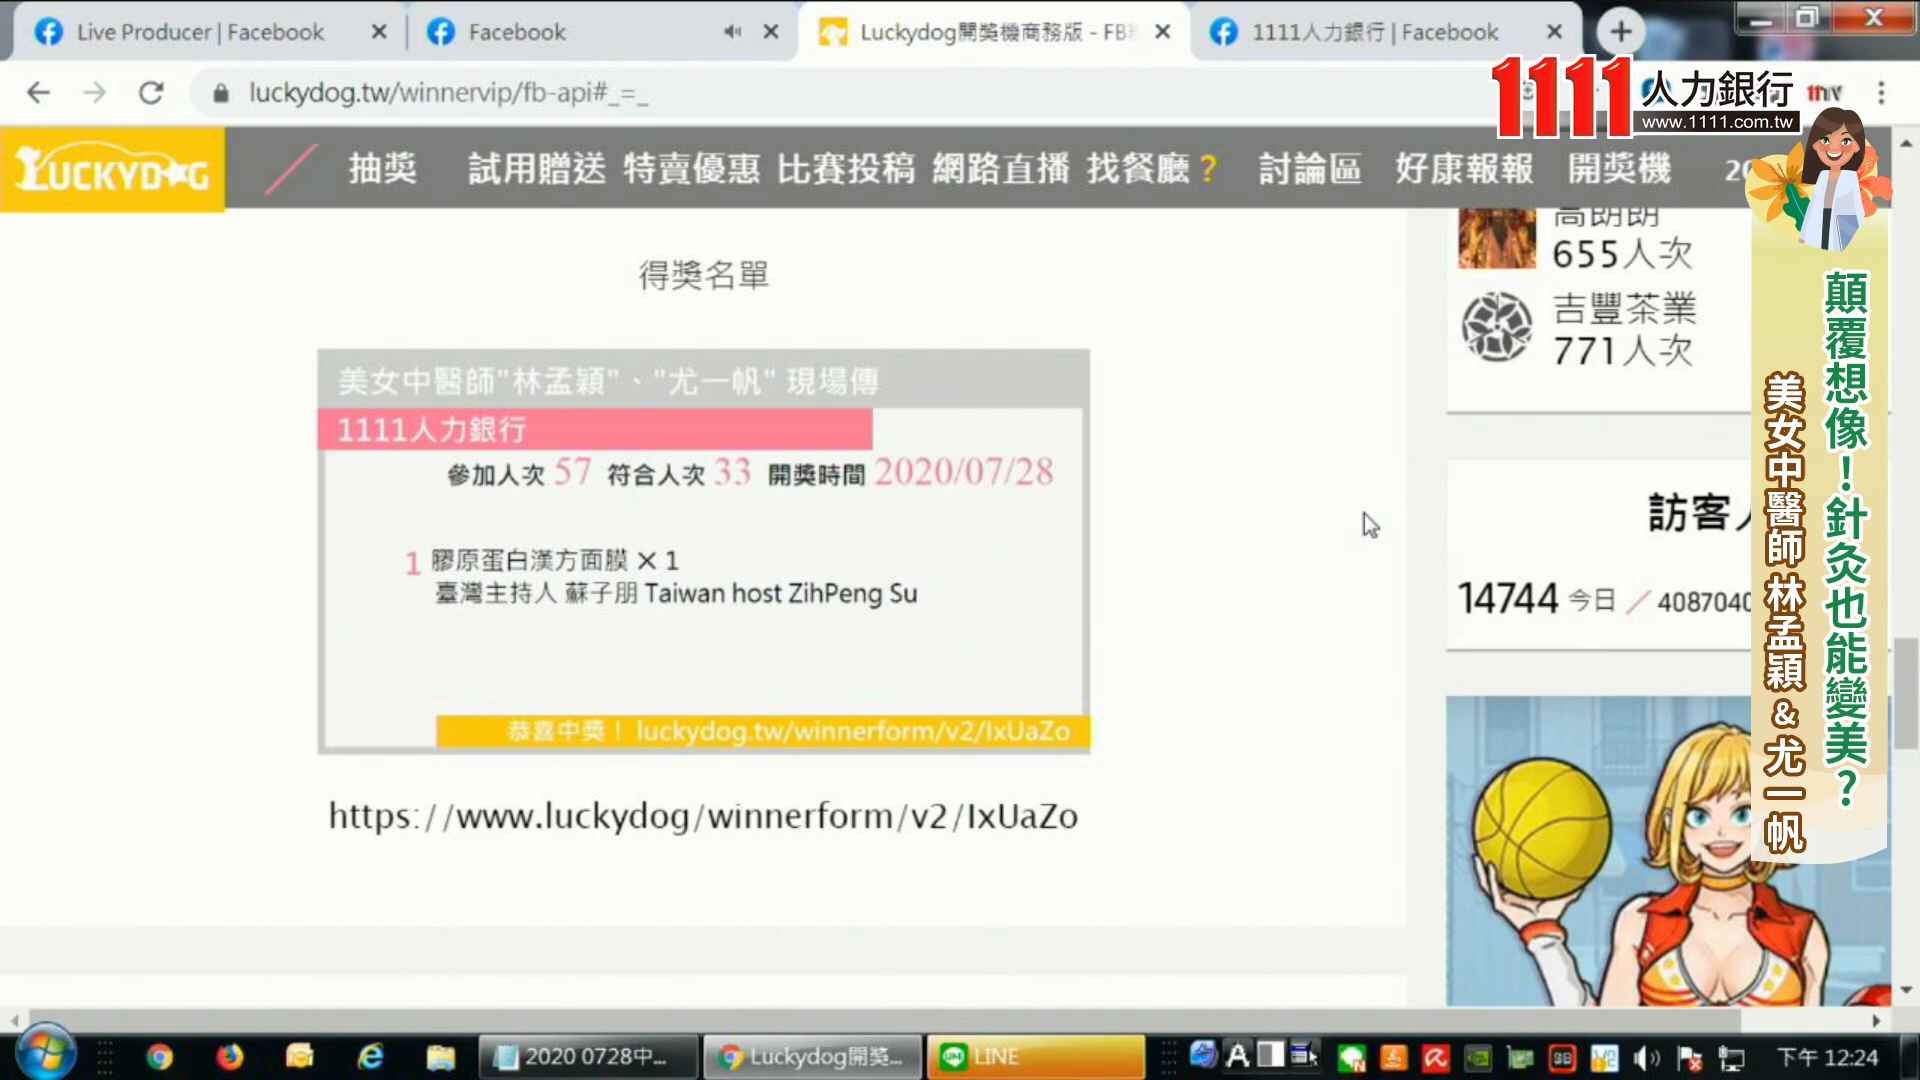 Live Producer | Facebook
Facebook
Luckydog開獎機商務版 - FB
1111人力銀行 | Facebook
luckydog.tw/winnervip/fb-api#_=_
1111人力銀行
www.1111.com.tw
LUCKYDOG
抽獎 試用贈送 特賣優惠 比賽投稿 網路直播 找餐廳? 討論區 好康報報 開獎機 20
高朗朗
655人次
吉豐茶業
771人次
得獎名單
美女中醫師"林孟穎"、"尤一帆" 現場傳
1111人力銀行
參加人次 57 符合人次 33 開獎時間 2020/07/28
1 膠原蛋白漢方面膜 × 1
臺灣主持人 蘇子朋 Taiwan host ZihPeng Su
恭喜中獎! luckydog.tw/winnerform/v2/IxUaZo
https://www.luckydog/winnerform/v2/IxUaZo
訪客
14744 今日 / 4087040
顛覆想像!針灸也能變美?
美女中醫師 林孟穎 & 尤一帆
2020 0728中...
Luckydog開獎...
LINE
下午 12:24